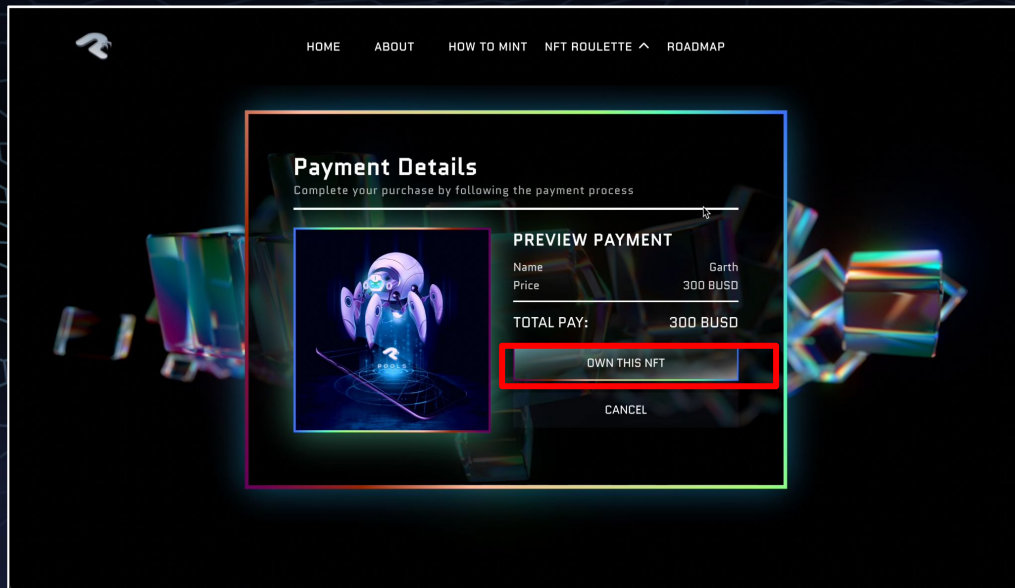 HOME ABOUT HOW TO MINT NFT ROULETTE ROADMAP
Payment Details
Complete your purchase by following the payment process
PREVIEW PAYMENT
Name Garth
Price 300 BUSD
TOTAL PAY: 300 BUSD
OWN THIS NFT
CANCEL
POOLS